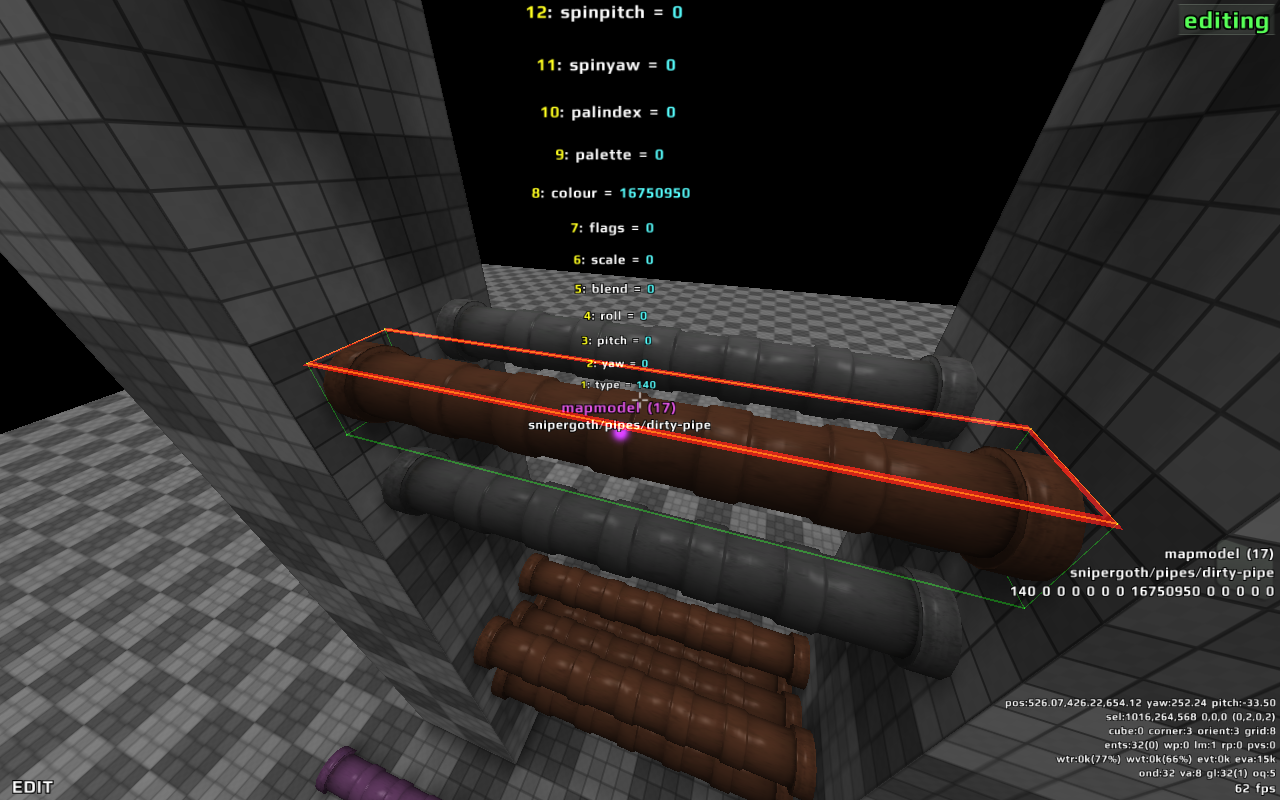 editing
12: spinpitch = 0
11: spinyaw = 0
10: palindex = 0
9: palette = 0
8: colour = 16750950
7: flags = 0
6: scale = 0
5: blend = 0
4: roll = 0
3: pitch = 0
2: yaw = 0
1: type = 140
mapmodel (17)
snipergoth/pipes/dirty-pipe
mapmodel (17)
snipergoth/pipes/dirty-pipe
140 0 0 0 0 0 0 16750950 0 0 0 0 0
pos:526.07,426.22,654.12 yaw:252.24 pitch:-33.50
sel:1016,264,568 0,0,0 (0,2,0,2)
cube:0 corner:3 orient:3 grid:8
ents:32(0) wp:0 lm:1 rp:0 pvs:0
wtr:0k(77%) wvt:0k(66%) evt:0k eva:15k
ond:32 va:8 gl:32(1) oq:5
62 fps
EDIT